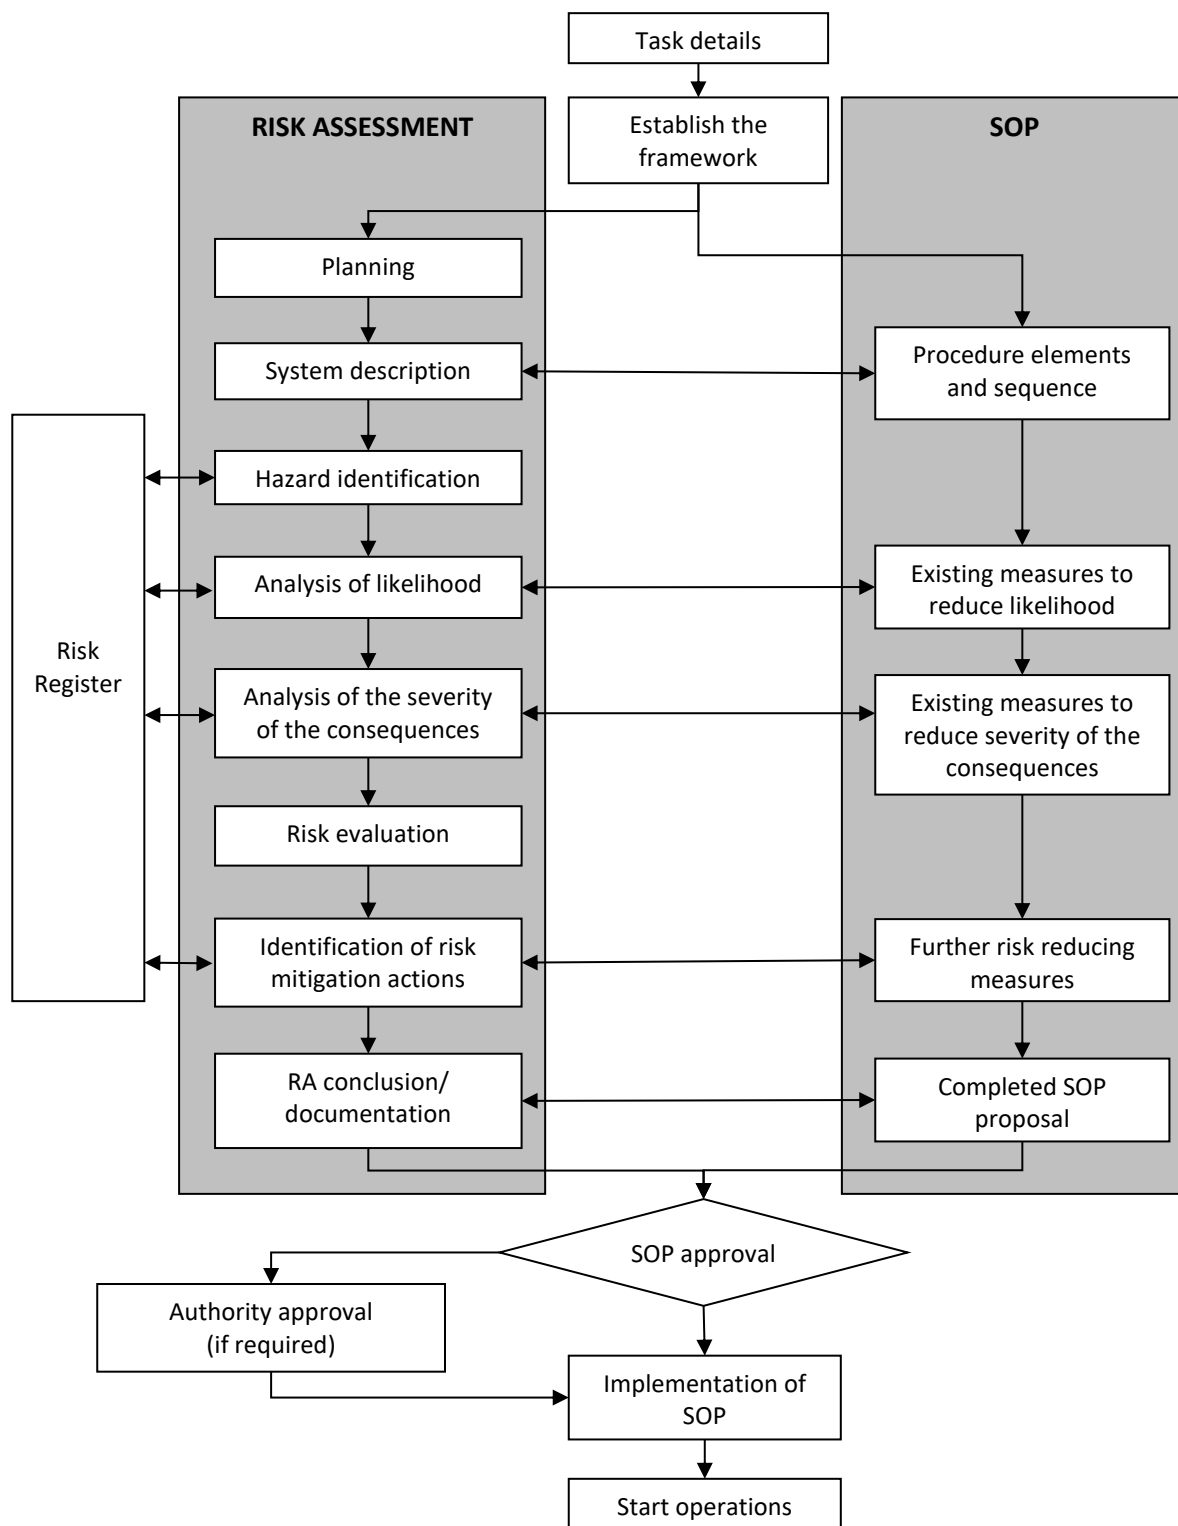 Task details
RISK ASSESSMENT
Establish the
framework
SOP
Planning
System description
Procedure elements
and sequence
Hazard identification
Analysis of likelihood
Existing measures to
reduce likelihood
Risk
Register
Analysis of the severity
of the consequences
Existing measures to
reduce severity of the
consequences
Risk evaluation
Identification of risk
mitigation actions
Further risk reducing
measures
RA conclusion/
documentation
Completed SOP
proposal
SOP approval
Authority approval
(if required)
Implementation of
SOP
Start operations